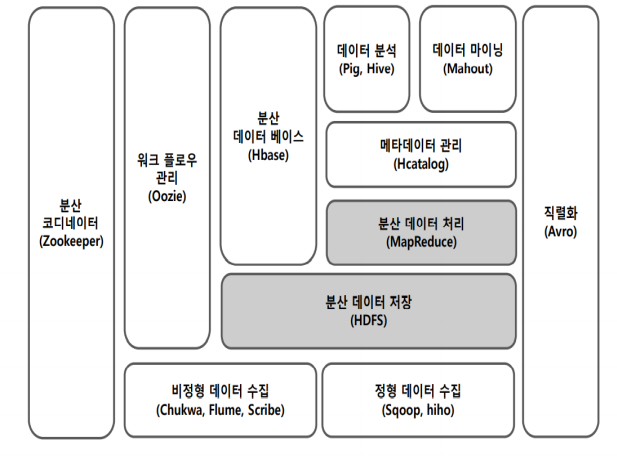 분산
코디네이터
(Zookeeper)
워크 플로우
관리
(Oozie)
분산
데이터 베이스
(Hbase)
데이터 분석
(Pig, Hive)
데이터 마이닝
(Mahout)
메타데이터 관리
(Hcatalog)
분산 데이터 처리
(MapReduce)
분산 데이터 저장
(HDFS)
비정형 데이터 수집
(Chukwa, Flume, Scribe)
정형 데이터 수집
(Sqoop, hiho)
직렬화
(Avro)